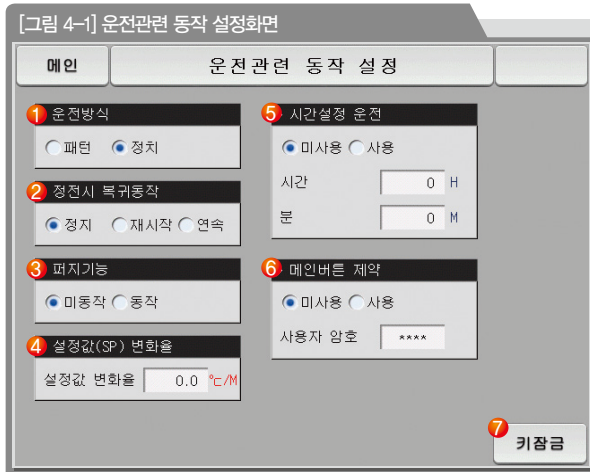 [그림 4-1] 운전관련 동작 설정화면
메인
운전관련 동작 설정
1 운전방식
패턴 정치
2 정전시 복귀동작
정지 재시작 연속
3 퍼지기능
미동작 동작
4 설정값(SP) 변화율
설정값 변화율 0.0 ℃/M
5 시간설정 운전
미사용 사용
시간 0 H
분 0 M
6 메인버튼 제약
미사용 사용
사용자 암호 ****
7
키잠금